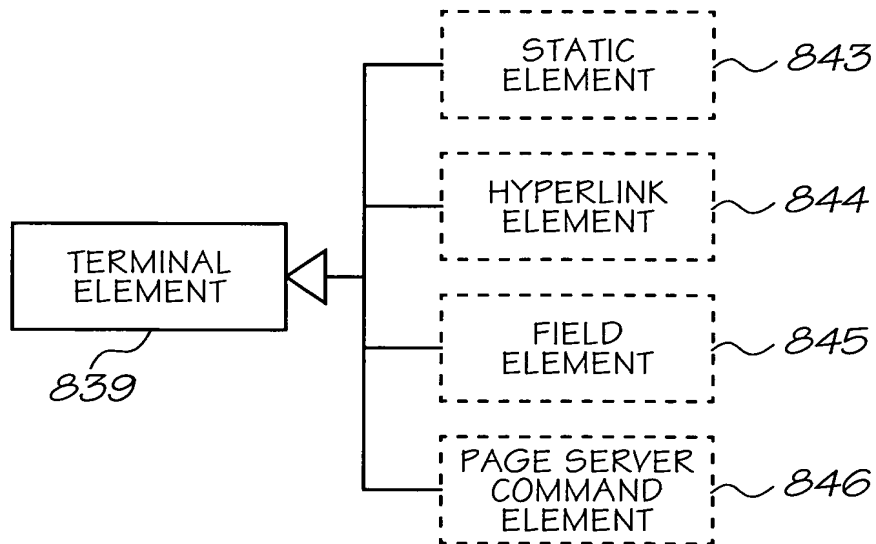 STATIC
ELEMENT
843
HYPERLINK
ELEMENT
844
TERMINAL
ELEMENT
839
FIELD
ELEMENT
845
PAGE SERVER
COMMAND
ELEMENT
846